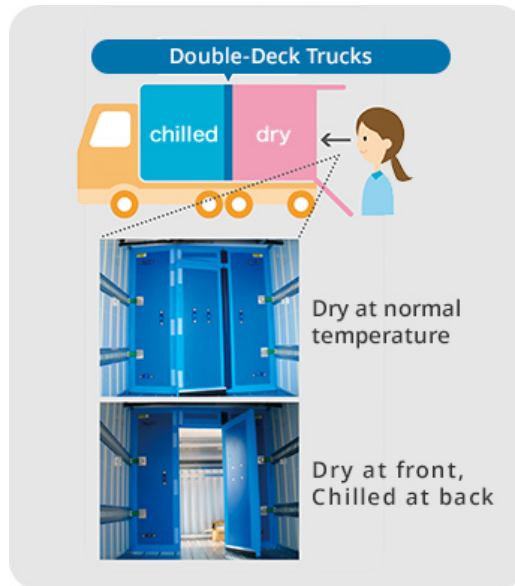 Double-Deck Trucks
chilled
dry
Dry at normal
temperature
Dry at front,
Chilled at back